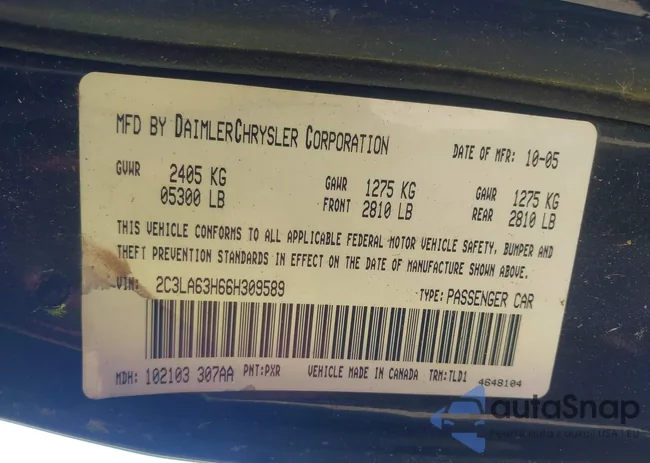 MFD BY DAIMLERCHRYSLER CORPORATION
DATE OF MFR: 10-05
GVWR 2405 KG
05300 LB
GAWR FRONT 1275 KG
2810 LB
GAWR REAR 1275 KG
2810 LB
THIS VEHICLE CONFORMS TO ALL APPLICABLE FEDERAL MOTOR VEHICLE SAFETY, BUMPER AND
THEFT PREVENTION STANDARDS IN EFFECT ON THE DATE OF MANUFACTURE SHOWN ABOVE.
VIN: 2C3LA63H66H309589
TYPE: PASSENGER CAR
MDH: 102103 307AA PNT:PXR VEHICLE MADE IN CANADA TRM:TLD1
4648104
autaSnap